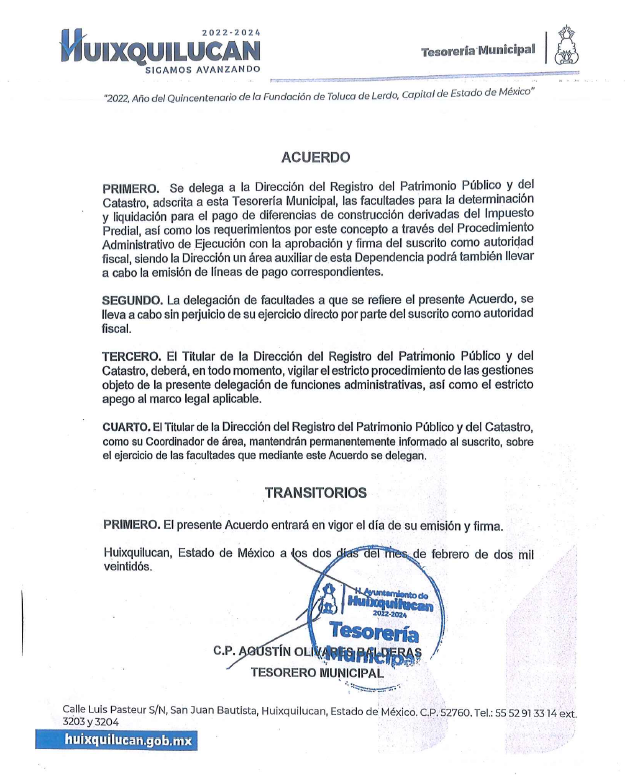 2022-2024
HUIXQUILUCAN
SIGAMOS AVANZANDO
Tesorería Municipal
"2022, Año del Quincentenario de la Fundación de Toluca de Lerdo, Capital de Estado de México"
ACUERDO
PRIMERO. Se delega a la Dirección del Registro del Patrimonio Público y del
Catastro, adscrita a esta Tesorería Municipal, las facultades para la determinación
y liquidación para el pago de diferencias de construcción derivadas del Impuesto
Predial, así como los requerimientos por este concepto a través del Procedimiento
Administrativo de Ejecución con la aprobación y firma del suscrito como autoridad
fiscal, siendo la Dirección un área auxiliar de esta Dependencia podrá también llevar
a cabo la emisión de líneas de pago correspondientes.
SEGUNDO. La delegación de facultades a que se refiere el presente Acuerdo, se
lleva a cabo sin perjuicio de su ejercicio directo por parte del suscrito como autoridad
fiscal.
TERCERO. El Titular de la Dirección del Registro del Patrimonio Público y del
Catastro, deberá, en todo momento, vigilar el estricto procedimiento de las gestiones
objeto de la presente delegación de funciones administrativas, así como el estricto
apego al marco legal aplicable.
CUARTO. El Titular de la Dirección del Registro del Patrimonio Público y del Catastro,
como su Coordinador de área, mantendrán permanentemente informado al suscrito, sobre
el ejercicio de las facultades que mediante este Acuerdo se delegan.
TRANSITORIOS
PRIMERO. El presente Acuerdo entrará en vigor el día de su emisión y firma.
Huixquilucan, Estado de México a los dos días del mes de febrero de dos mil
veintidós.
H. Ayuntamiento de
Huixquilucan
2022-2024
Tesorería
Municipal
C.P. AGUSTÍN OLIVARES BALDERAS
TESORERO MUNICIPAL
Calle Luis Pasteur S/N, San Juan Bautista, Huixquilucan, Estado de México. C.P. 52760. Tel.: 55 52 91 33 14 ext.
3203 y 3204
huixquilucan.gob.mx